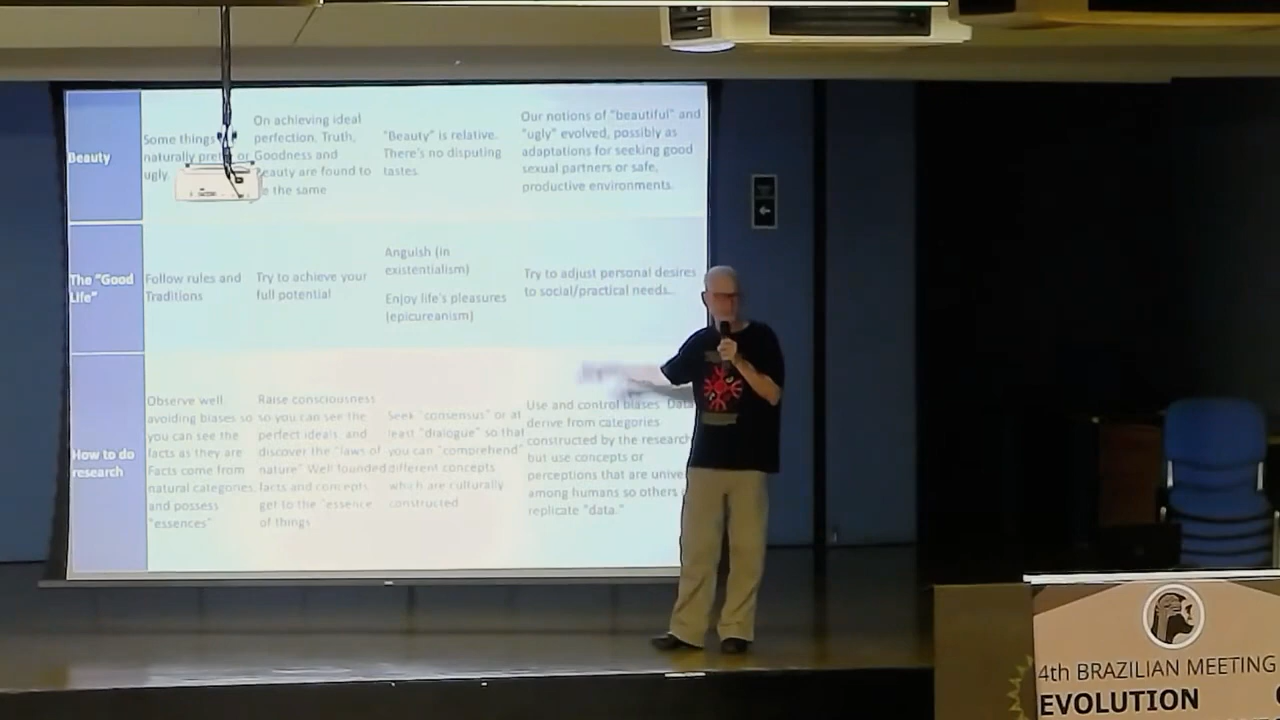 Beauty
Some things
naturally pretty or
ugly.
On achieving ideal
perfection, Truth,
Goodness and
Beauty are found to
be the same
"Beauty" is relative.
There's no disputing
tastes.
Our notions of "beautiful" and
"ugly" evolved, possibly as
adaptations for seeking good
sexual partners or safe,
productive environments.
The "Good
Life"
Follow rules and
Traditions
Try to achieve your
full potential
Anguish (in
existentialism)
Enjoy life's pleasures
(epicureanism)
Try to adjust personal desires
to social/practical needs.
How to do
research
Observe well,
avoiding biases so
you can see the
facts as they are
Facts come from
natural categories
and possess
"essences"
Raise consciousness
so you can see the
perfect ideals, and
discover the "laws of
nature" Well founded
facts and concepts
get to the "essence
of things
Seek "consensus" or at
least "dialogue" so that
you can "comprehend"
different concepts
which are culturally
constructed
Use and control biases. Data
derive from categories
constructed by the research
but use concepts or
perceptions that are
among humans so others
replicate "data."
4th BRAZILIAN MEETING
EVOLUTION